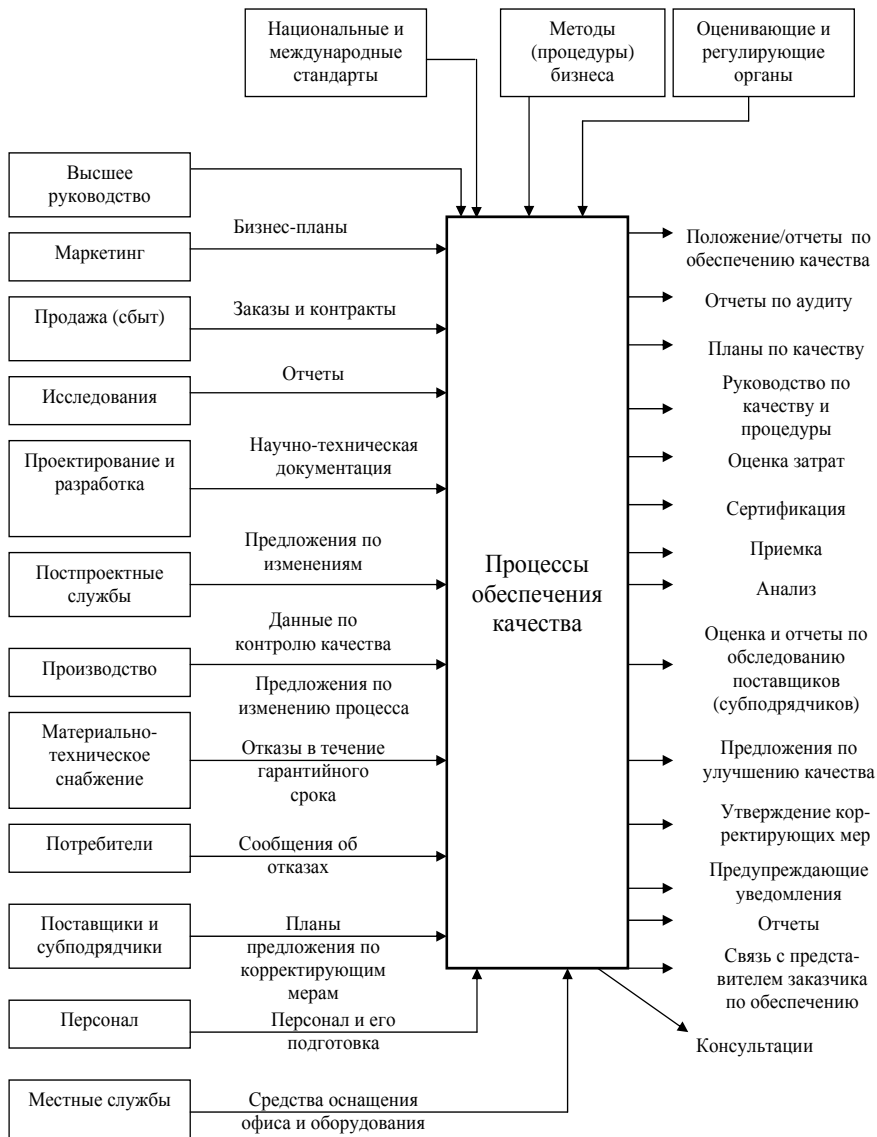 Национальные и
международные
стандарты
Методы
(процедуры)
бизнеса
Оценивающие и
регулирующие
органы
Высшее
руководство
Маркетинг
Бизнес-планы
Продажа (сбыт)
Заказы и контракты
Исследования
Отчеты
Проектирование и
разработка
Научно-техническая
документация
Постпроектные
службы
Предложения по
изменениям
Производство
Данные по
контролю качества
Предложения по
изменению процесса
Материально-
техническое
снабжение
Отказы в течение
гарантийного
срока
Потребители
Сообщения об
отказах
Поставщики и
субподрядчики
Планы
предложения по
корректирующим
мерам
Персонал
Персонал и его
подготовка
Местные службы
Средства оснащения
офиса и оборудования
Процессы
обеспечения
качества
Положение/отчеты по
обеспечению качества
Отчеты по аудиту
Планы по качеству
Руководство по
качеству и
процедуры
Оценка затрат
Сертификация
Приемка
Анализ
Оценка и отчеты по
обследованию
поставщиков
(субподрядчиков)
Предложения по
улучшению качества
Утверждение кор-
ректирующих мер
Предупреждающие
уведомления
Отчеты
Связь с предста-
вителем заказчика
по обеспечению
Консультации